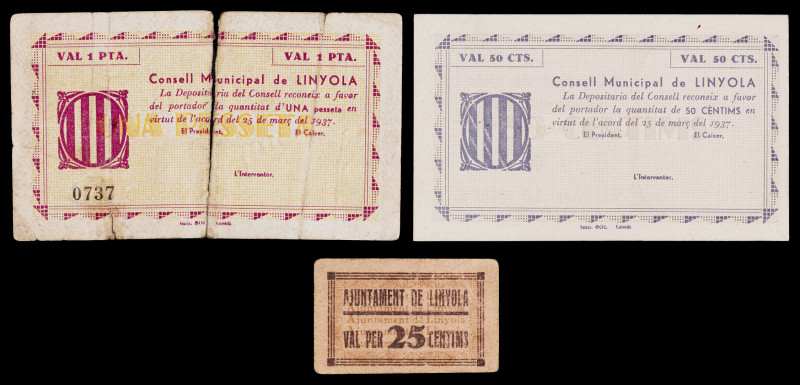 VAL 1 PTA. VAL 1 PTA.
Consell Municipal de LINYOLA
La Depositaria del Consell reconeix a favor
del portador la quantitat d'UNA pesseta en
virtut de l'acord del 25 de març del 1937.
El President. El Caixer.
L'Interventor.
0737
Imp. SOL
VAL 50 CTS. VAL 50 CTS.
Consell Municipal de LINYOLA
La Depositaria del Consell reconeix a favor
del portador la quantitat de 50 CENTIMS en
virtut de l'acord del 25 de març del 1937.
El President. El Caixer.
L'Interventor.
Imp. SOL
AJUNTAMENT DE LINYOLA
Ajuntament de Linyola
VAL PER 25 CENTIMS